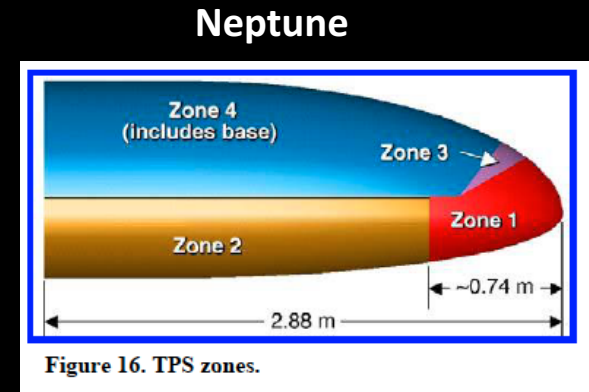 Neptune
Zone 4
(includes base)
Zone 3
Zone 1
Zone 2
~0.74 m
2.88 m
Figure 16. TPS zones.